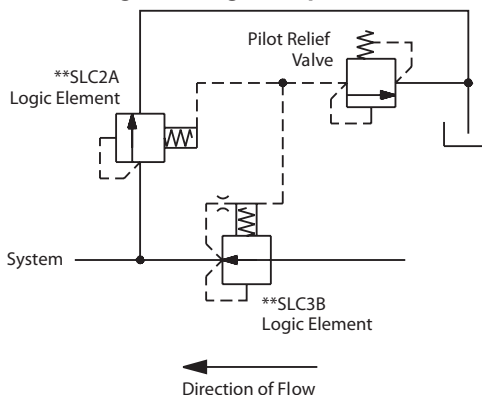 Pilot Relief
Valve
**SLC2A
Logic Element
System
**SLC3B
Logic Element
Direction of Flow